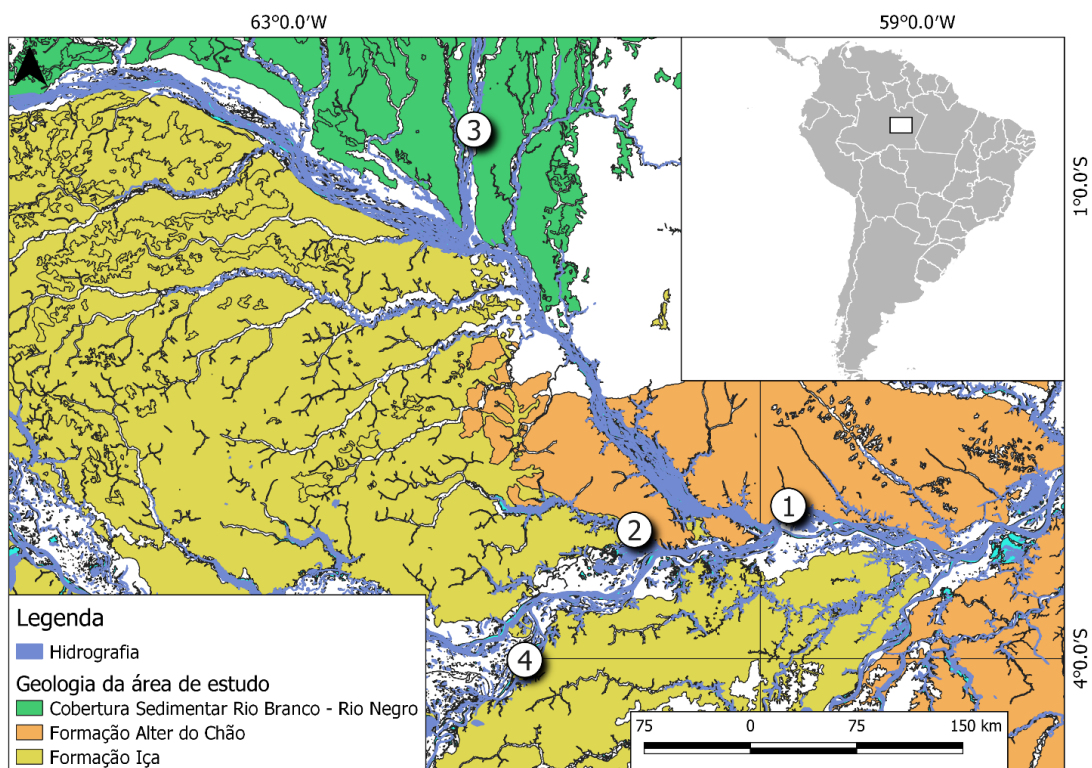 63°0.0'W
59°0.0'W
1°0.0'S
4°0.0'S
3
1
2
4
Legenda
Hidrografia
Geologia da área de estudo
Cobertura Sedimentar Rio Branco - Rio Negro
Formação Alter do Chão
Formação Iça
75 0 75 150 km